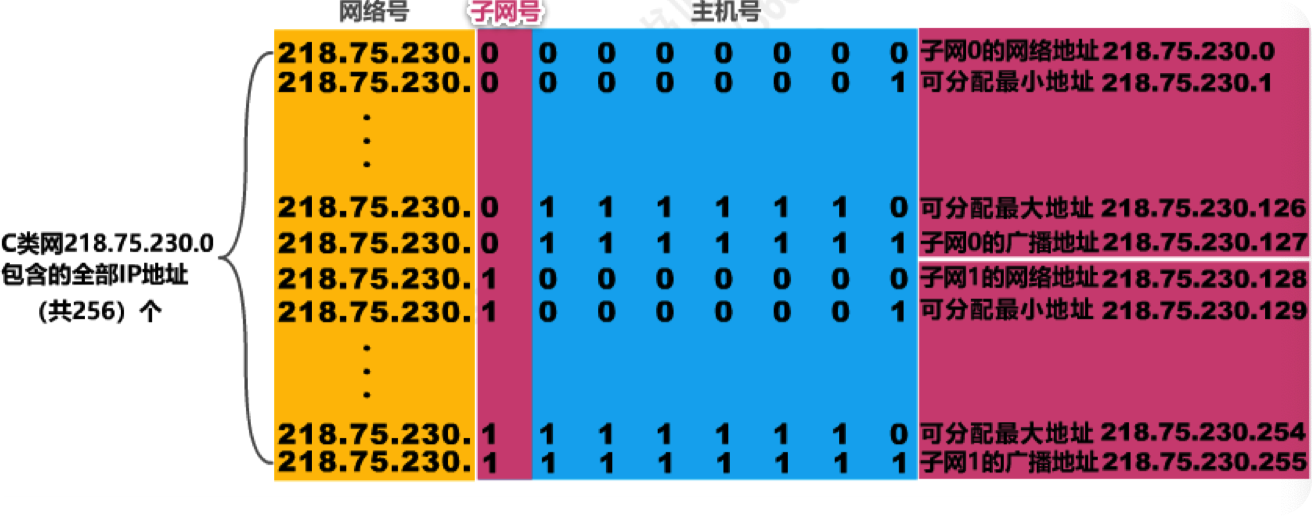 网络号 子网号 主机号
218.75.230. 0 0 0 0 0 0 0 0 子网0的网络地址 218.75.230.0
218.75.230. 0 0 0 0 0 0 0 1 可分配最小地址 218.75.230.1
218.75.230. 0 1 1 1 1 1 1 0 可分配最大地址 218.75.230.126
218.75.230. 0 1 1 1 1 1 1 1 子网0的广播地址 218.75.230.127
C类网218.75.230.0
包含的全部IP地址
（共256）个
218.75.230. 1 0 0 0 0 0 0 0 子网1的网络地址 218.75.230.128
218.75.230. 1 0 0 0 0 0 0 1 可分配最小地址 218.75.230.129
218.75.230. 1 1 1 1 1 1 1 0 可分配最大地址 218.75.230.254
218.75.230. 1 1 1 1 1 1 1 1 子网1的广播地址 218.75.230.255